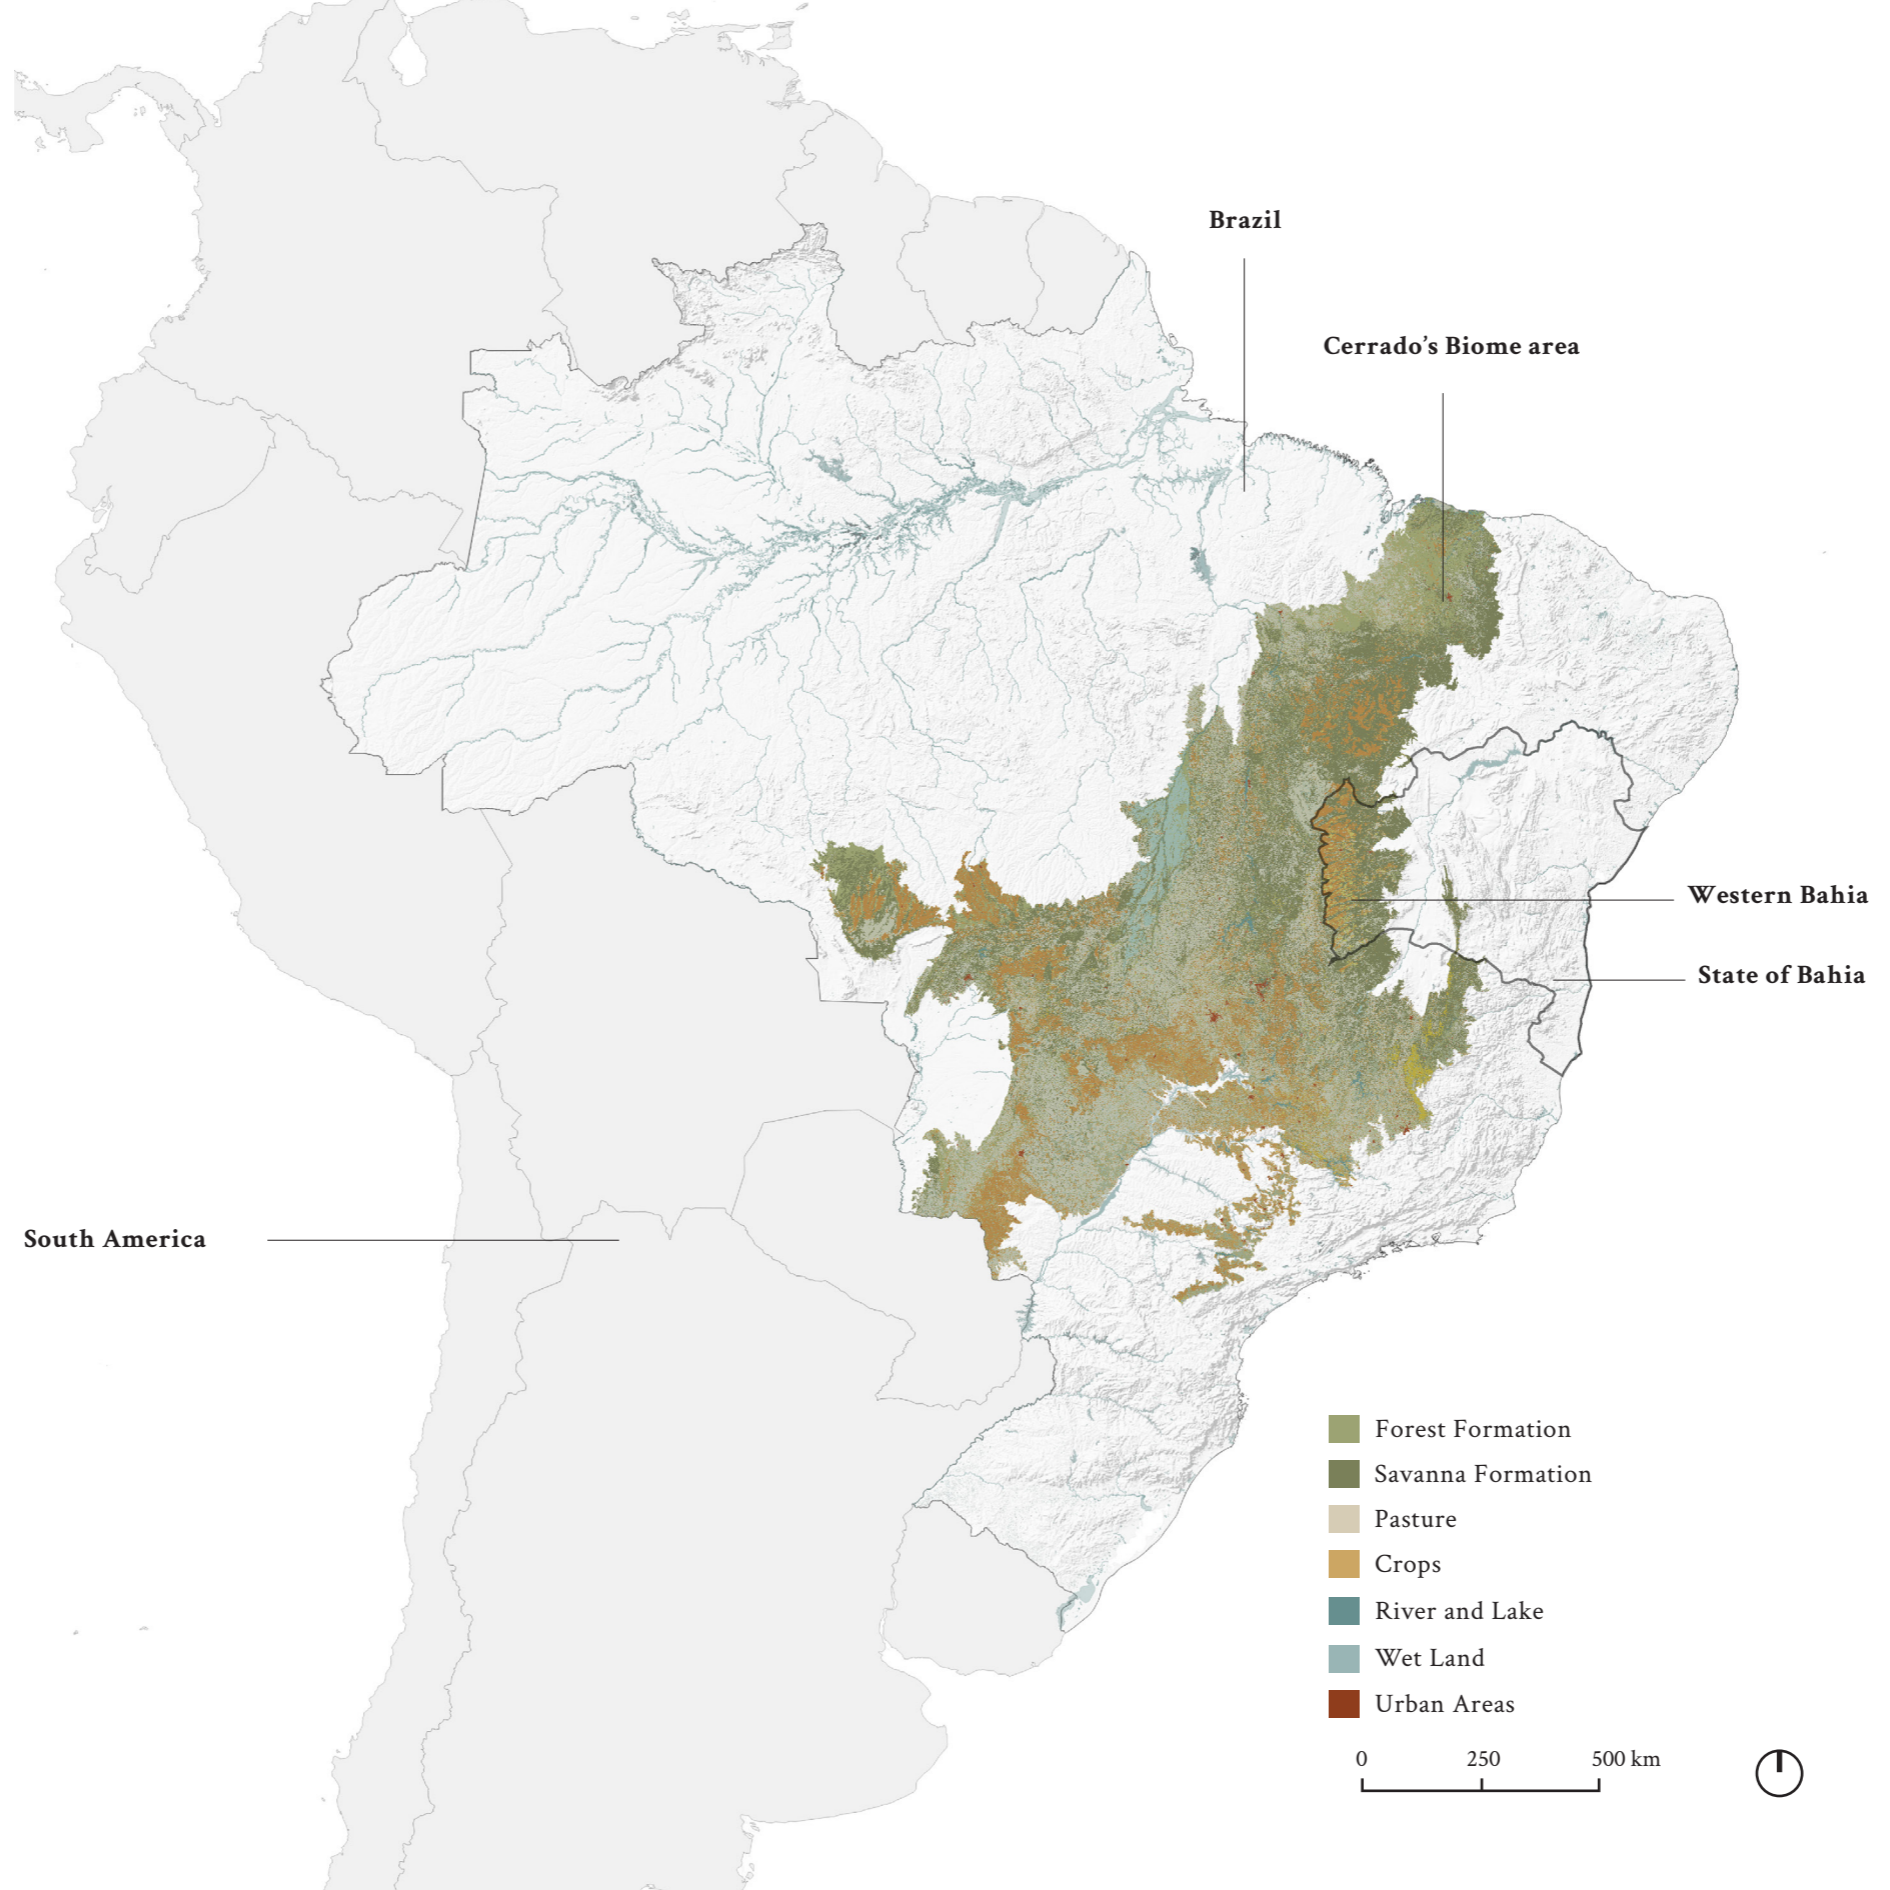 Brazil
Cerrado’s Biome area
Western Bahia
State of Bahia
South America
Forest Formation
Savanna Formation
Pasture
Crops
River and Lake
Wet Land
Urban Areas
0 250 500 km